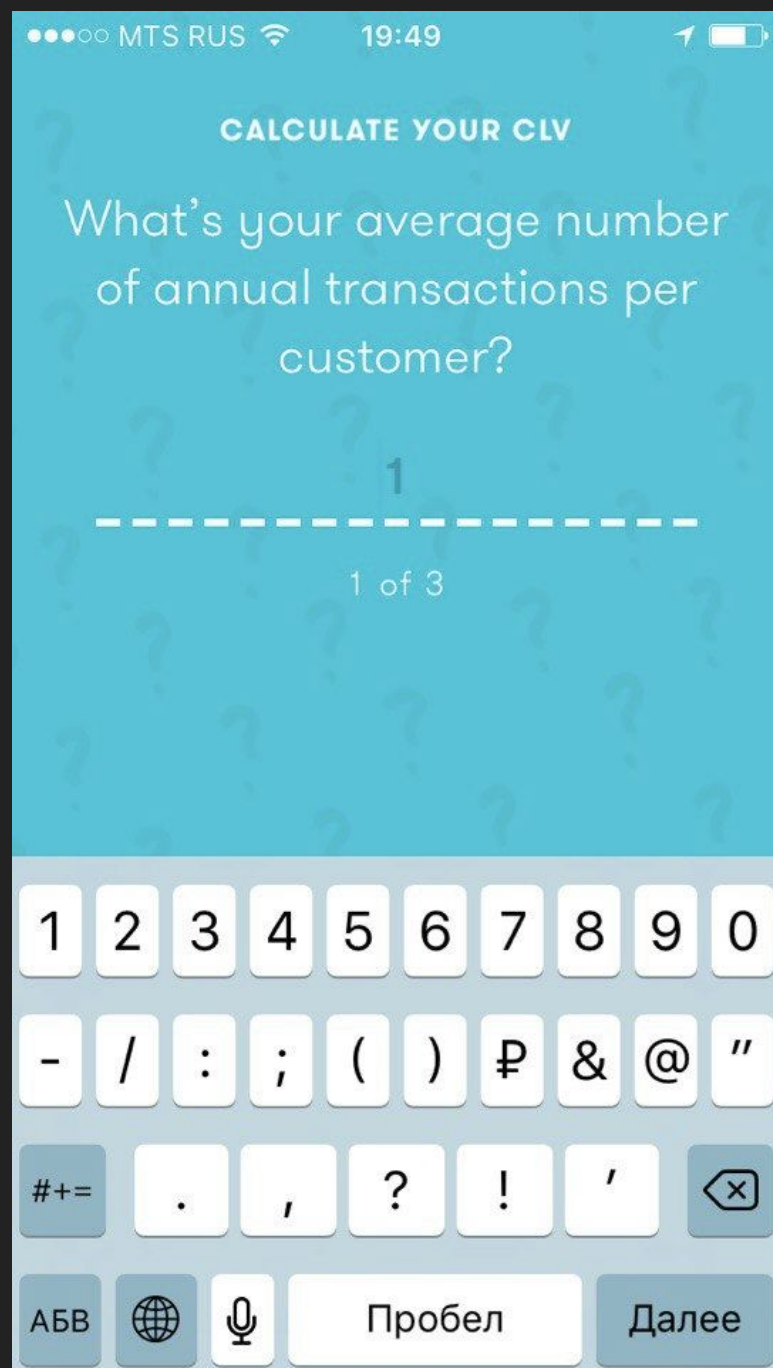 MTS RUS 19:49
CALCULATE YOUR CLV
What's your average number
of annual transactions per
customer?
1
1 of 3
1 2 3 4 5 6 7 8 9 0
- / : ; ( ) ₽ & @ "
#+= . , ? ! '
АБВ Пробел Далее